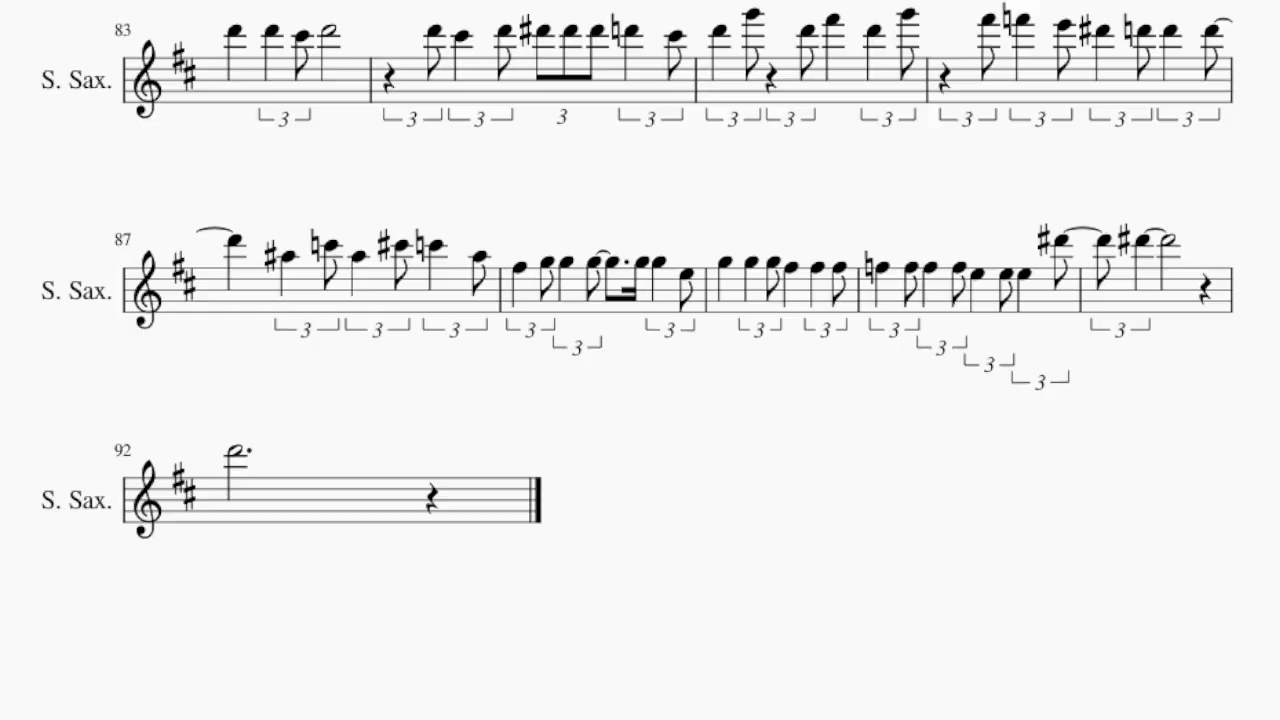 83
S. Sax.
3 3 3 3 3 3 3 3 3 3 3
87
S. Sax.
3 3 3 3 3 3 3 3 3 3
3 3
3
3
92
S. Sax.